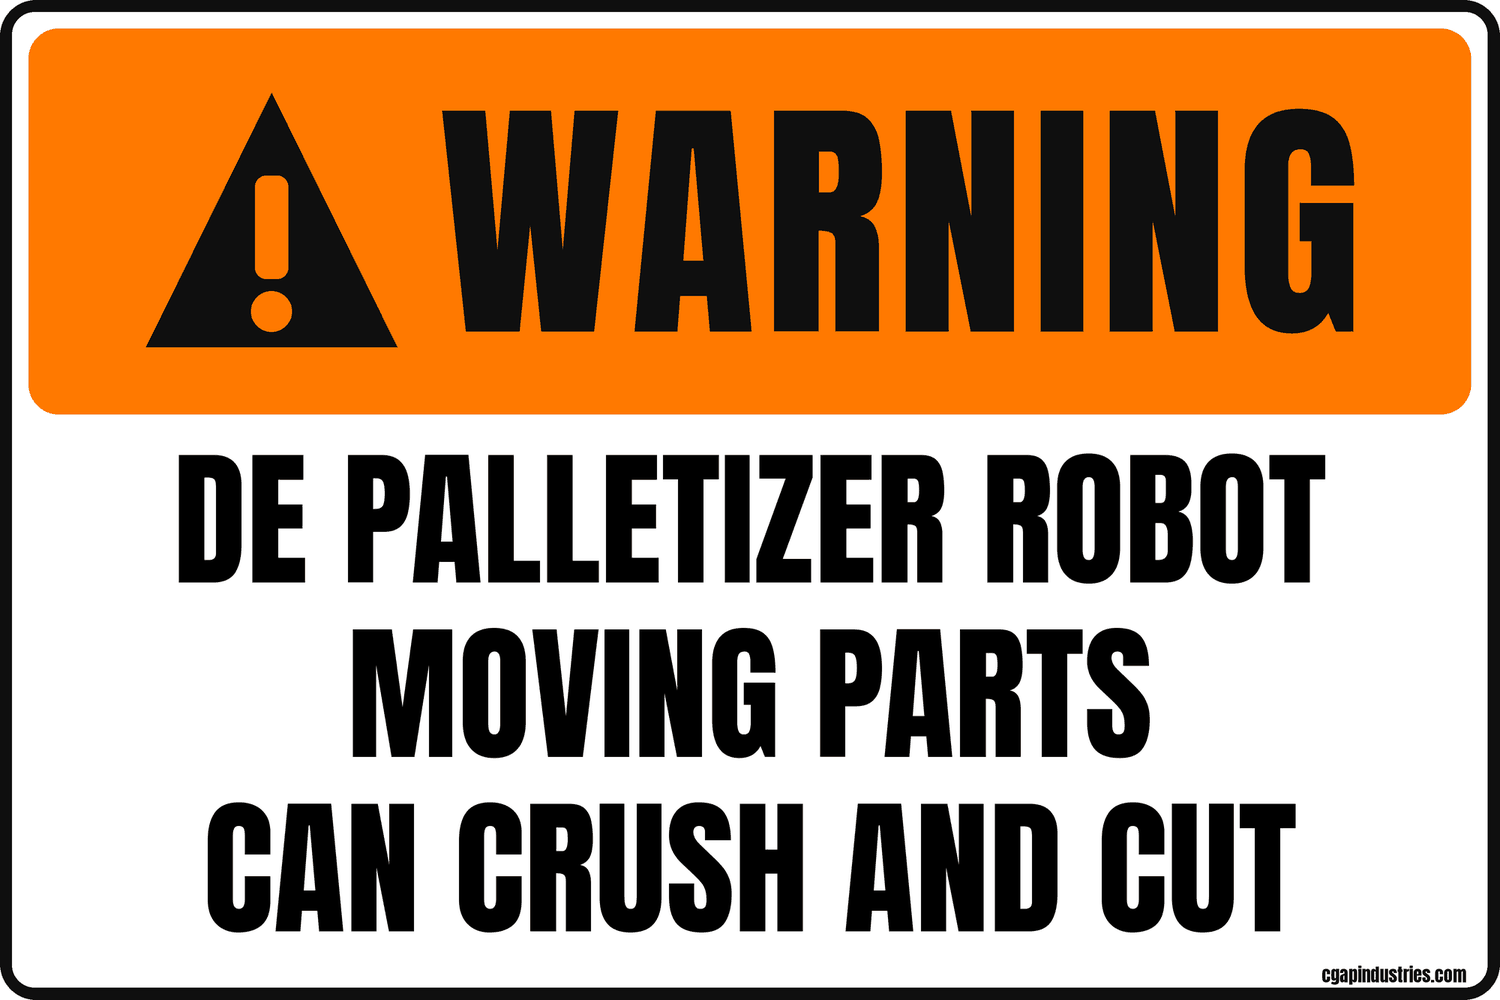 WARNING
DE PALLETIZER ROBOT
MOVING PARTS
CAN CRUSH AND CUT
cgapindustries.com